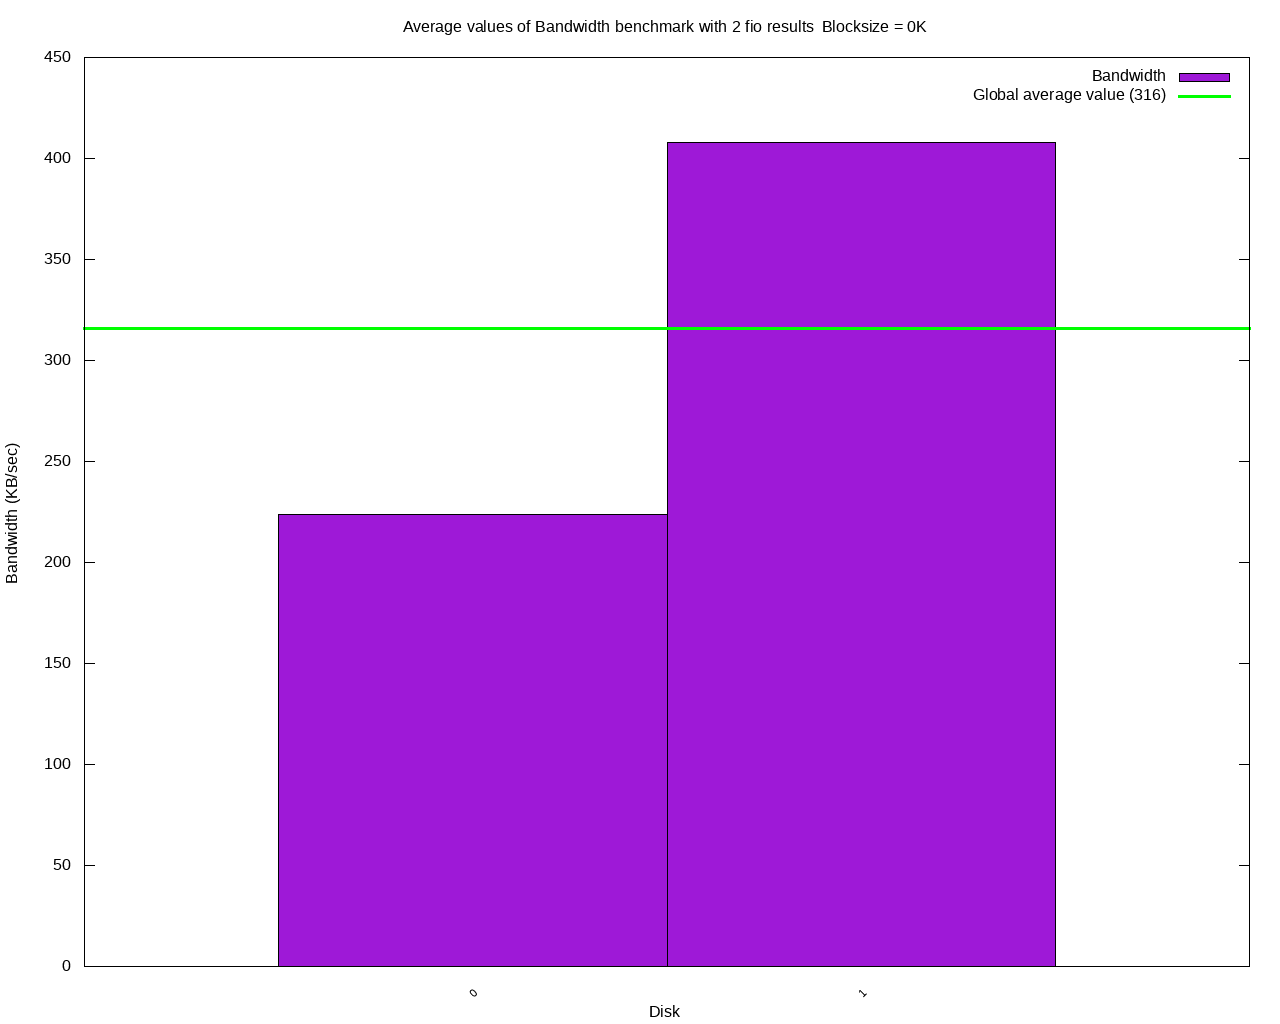 Average values of Bandwidth benchmark with 2 fio results  Blocksize = 0K
Bandwidth
Global average value (316)
450
400
350
300
250
200
150
100
50
0
Bandwidth (KB/sec)
0
1
Disk